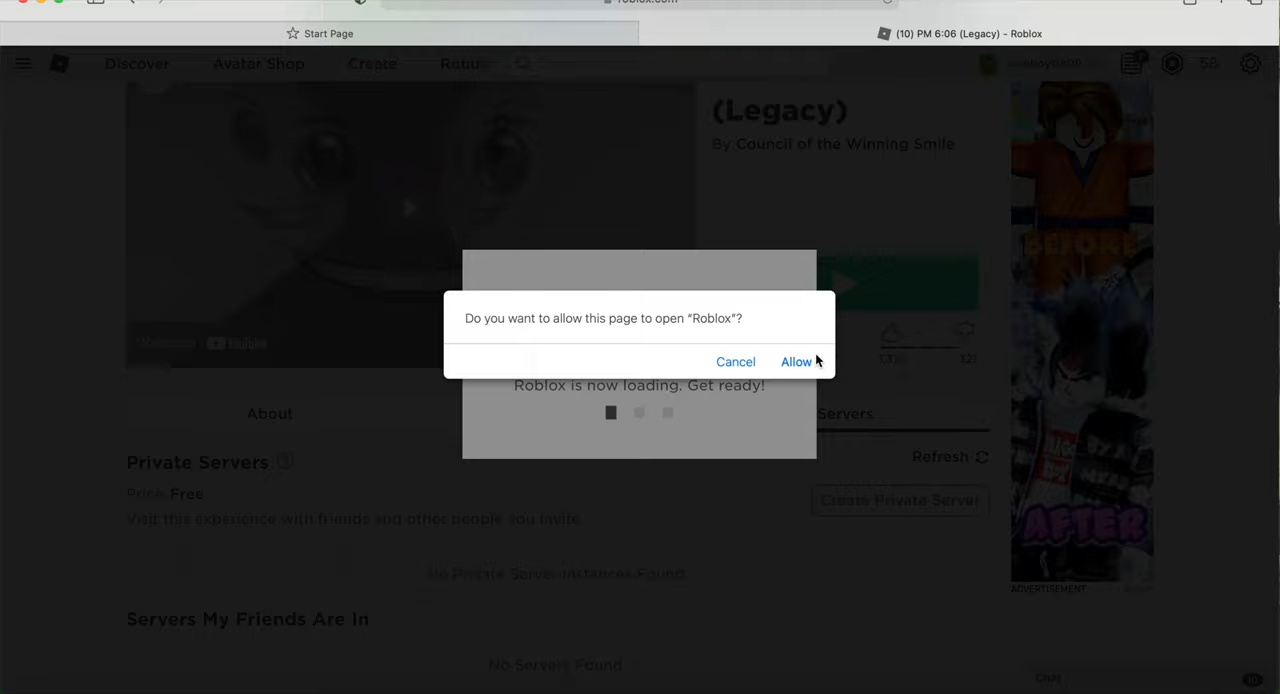 Start Page
(10) PM 6:06 (Legacy) - Roblox
Discover
Avatar Shop
Create
58
(Legacy)
By Council of the Winning Smile
BEFORE
Do you want to allow this page to open “Roblox”?
Cancel
Allow
Roblox is now loading. Get ready!
About
Servers
Private Servers
Refresh
Price: Free
Create Private Server
Visit this experience with friends and other people you invite.
AFTER
No Private Server Instances Found.
ADVERTISEMENT
Servers My Friends Are In
No Servers Found.
Chat